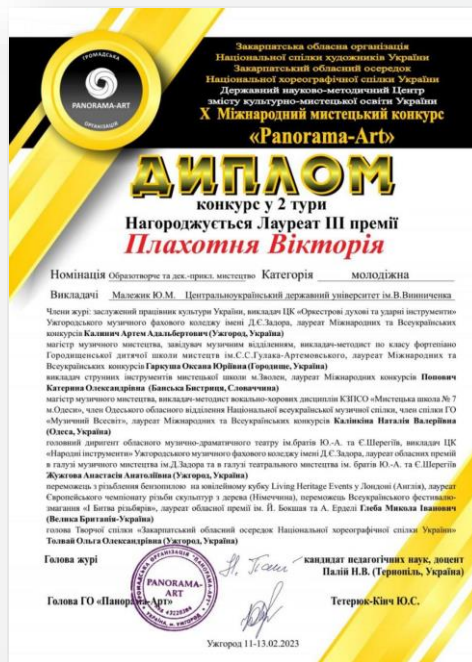 ГРОМАДСЬКА
PANORAMA-ART
ОРГАНІЗАЦІЯ
Закарпатська обласна організація
Національної спілки художників України
Закарпатський обласний осередок
Національної хореографічної спілки України
Державний науково-методичний Центр
змісту культурно-мистецької освіти України
X Міжнародний мистецький конкурс
«Panorama-Art»
ДИПЛОМ
конкурс у 2 тури
Нагороджується Лауреат III премії
Плахотня Вікторія
Номінація Образотворче та дек.-прикл. мистецтво Категорія молодіжна
Викладачі Малежик Ю.М. Центральноукраїнський державний університет ім.В.Винниченка
Члени журі: заслужений працівник культури України, викладач ЦК «Оркестрові духові та ударні інструменти»
Ужгородського музичного фахового коледжу імені Д.Є.Задора, лауреат Міжнародних та Всеукраїнських
конкурсів Калинич Артем Адальбертович (Ужгород, Україна)
магістр музичного мистецтва, завідувач музичним відділенням, викладач-методист по класу фортепіано
Городищенської дитячої школи мистецтв ім.С.С.Гулака-Артемовського, лауреат Міжнародних та
Всеукраїнських конкурсів Гаркуша Оксана Юріївна (Городище, Україна)
викладач струнних інструментів мистецької школи м.Зволен, лауреат Міжнародних конкурсів Попович
Катерина Олександрівна (Банська Бистриця, Словаччина)
магістр музичного мистецтва, викладач-методист вокально-хорових дисциплін КЗПСО «Мистецька школа № 7
м.Одеси», член Одеського обласного відділення Національної всеукраїнської музичної спілки, член спілки ГО
«Музичний Всесвіт», лауреат Міжнародних та Всеукраїнських конкурсів Калінкіна Наталія Валеріївна
(Одеса, Україна)
головний диригент обласного музично-драматичного театру ім.братів Ю.-А. та Є.Шерегіїв, викладач ЦК
«Народні інструменти» Ужгородського музичного фахового коледжу імені Д.Є.Задора, лауреат обласних премій
в галузі музичного мистецтва ім.Д.Задора та в галузі театрального мистецтва ім. братів Ю.-А. та Є.Шерегіїв
Жужгова Анастасія Анатоліївна (Ужгород, Україна)
переможець з різьблення бензопилою на ювілейному кубку Living Heritage Events у Лондоні (Англія), лауреат
Європейського чемпіонату різьби скульптур з дерева (Німеччина), переможець Всеукраїнського фестивалю-
змагання «І Битва різьбярів», лауреат обласної премії ім. Й. Бокшая та А. Ерделі Глеба Микола Іванович
(Велика Британія-Україна)
голова Творчої спілки «Закарпатський обласний осередок Національної хореографічної спілки України»
Товвай Ольга Олександрівна (Ужгород, Україна)
Голова журі кандидат педагогічних наук, доцент
Палій Н.В. (Тернопіль, Україна)
PANORAMA-
ART
Голова ГО «Панорама-Арт» Тетерюк-Кінч Ю.С.
Ужгород 11-13.02.2023